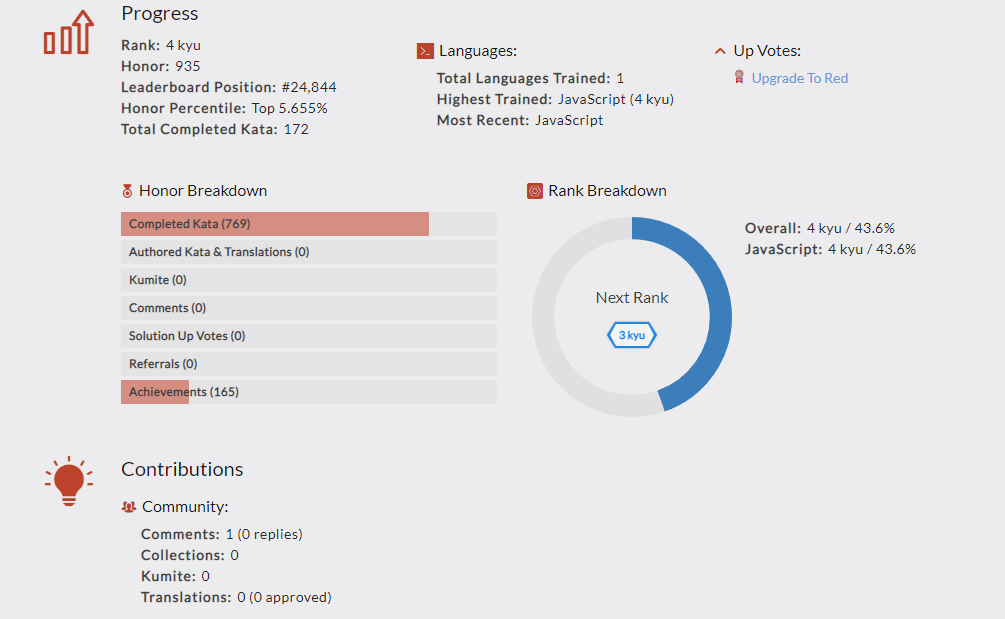 Progress
Rank: 4 kyu
Honor: 935
Leaderboard Position: #24,844
Honor Percentile: Top 5.655%
Total Completed Kata: 172
Languages:
Total Languages Trained: 1
Highest Trained: JavaScript (4 kyu)
Most Recent: JavaScript
Up Votes:
Upgrade To Red
Honor Breakdown
Completed Kata (769)
Authored Kata & Translations (0)
Kumite (0)
Comments (0)
Solution Up Votes (0)
Referrals (0)
Achievements (165)
Rank Breakdown
Next Rank
3 kyu
Overall: 4 kyu / 43.6%
JavaScript: 4 kyu / 43.6%
Contributions
Community:
Comments: 1 (0 replies)
Collections: 0
Kumite: 0
Translations: 0 (0 approved)